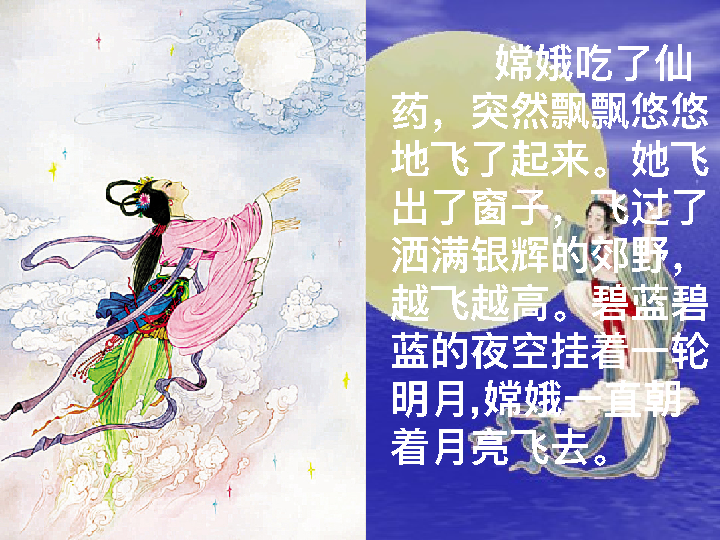 嫦娥吃了仙
药，突然飘飘悠悠
地飞了起来。她飞
出了窗子，飞过了
洒满银辉的郊野，
越飞越高。碧蓝碧
蓝的夜空挂着一轮
明月,嫦娥一直朝
着月亮飞去。